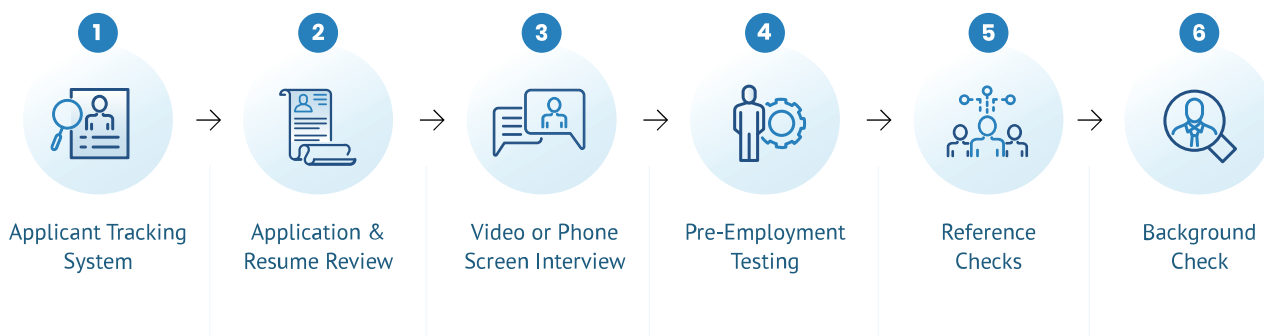 1
2
3
4
5
6
Applicant Tracking
System
Application &
Resume Review
Video or Phone
Screen Interview
Pre-Employment
Testing
Reference
Checks
Background
Check